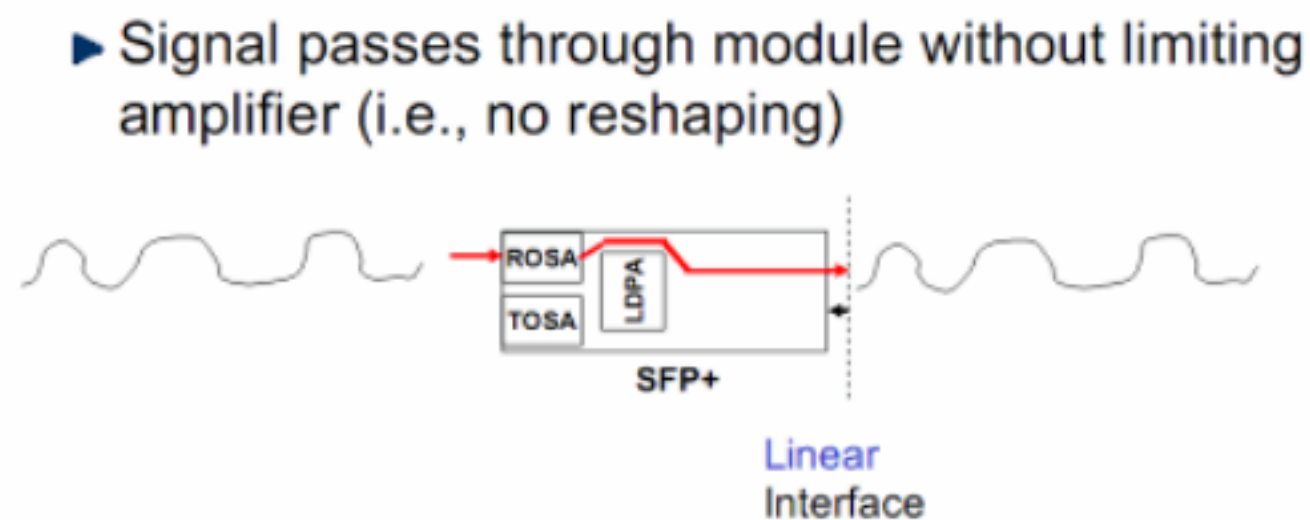 Signal passes through module without limiting
amplifier (i.e., no reshaping)
ROSA
LDPA
TOSA
SFP+
Linear
Interface